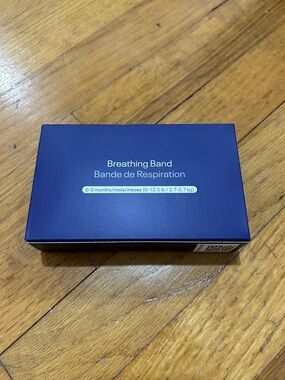 Breathing Band
Bande de Respiration
0-3 months/mois/meses (6-12.5 lb / 2.7-5.7 kg)